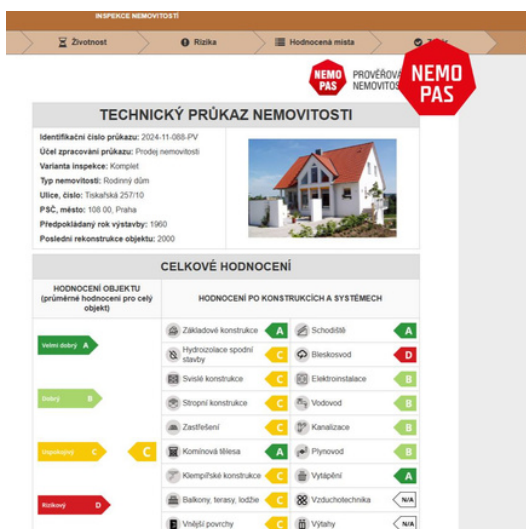 INSPEKCE NEMOVITOSTÍ
Životnost
Rizika
Hodnocená místa
NEMO
PAS
NEMO
PAS
TECHNICKÝ PRŮKAZ NEMOVITOSTI
Identifikační číslo průkazu: 2024-11-088-PV
Účel zpracování průkazu: Prodej nemovitosti
Varianta inspekce: Komplet
Typ nemovitosti: Rodinný dům
Ulice, číslo: Tiskařská 257/10
PSČ, město: 108 00, Praha
Předpokládaný rok výstavby: 1960
Poslední rekonstrukce objektu: 2000
CELKOVÉ HODNOCENÍ
HODNOCENÍ OBJEKTU
(průměrné hodnocení pro celý
objekt)
HODNOCENÍ PO KONSTRUKCÍCH A SYSTÉMECH
Velmi dobrý A
Dobrý B
Uspokojivý C
C
Rizikový D
Základové konstrukce A
Hydroizolace spodní
stavby C
Svislé konstrukce C
Stropní konstrukce C
Zastřešení C
Komínová tělesa A
Klempířské konstrukce C
Balkony, terasy, lodžie C
Vnější povrchy C
Schodiště A
Bleskosvod D
Elektroinstalace B
Vodovod B
Kanalizace B
Plynovod B
Vytápění A
Vzduchotechnika N/A
Výtahy N/A